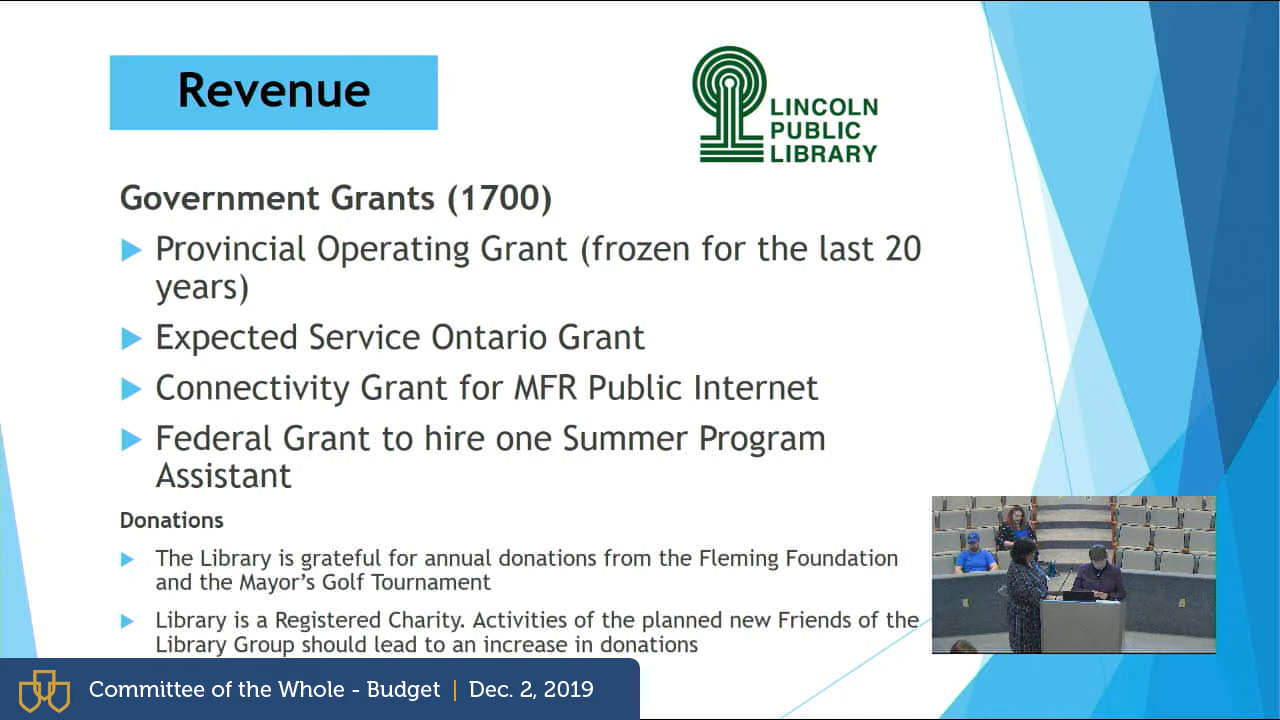 Revenue
LINCOLN
PUBLIC
LIBRARY
Government Grants (1700)
Provincial Operating Grant (frozen for the last 20
years)
Expected Service Ontario Grant
Connectivity Grant for MFR Public Internet
Federal Grant to hire one Summer Program
Assistant
Donations
The Library is grateful for annual donations from the Fleming Foundation
and the Mayor’s Golf Tournament
Library is a Registered Charity. Activities of the planned new Friends of the
Library Group should lead to an increase in donations
Committee of the Whole - Budget | Dec. 2, 2019